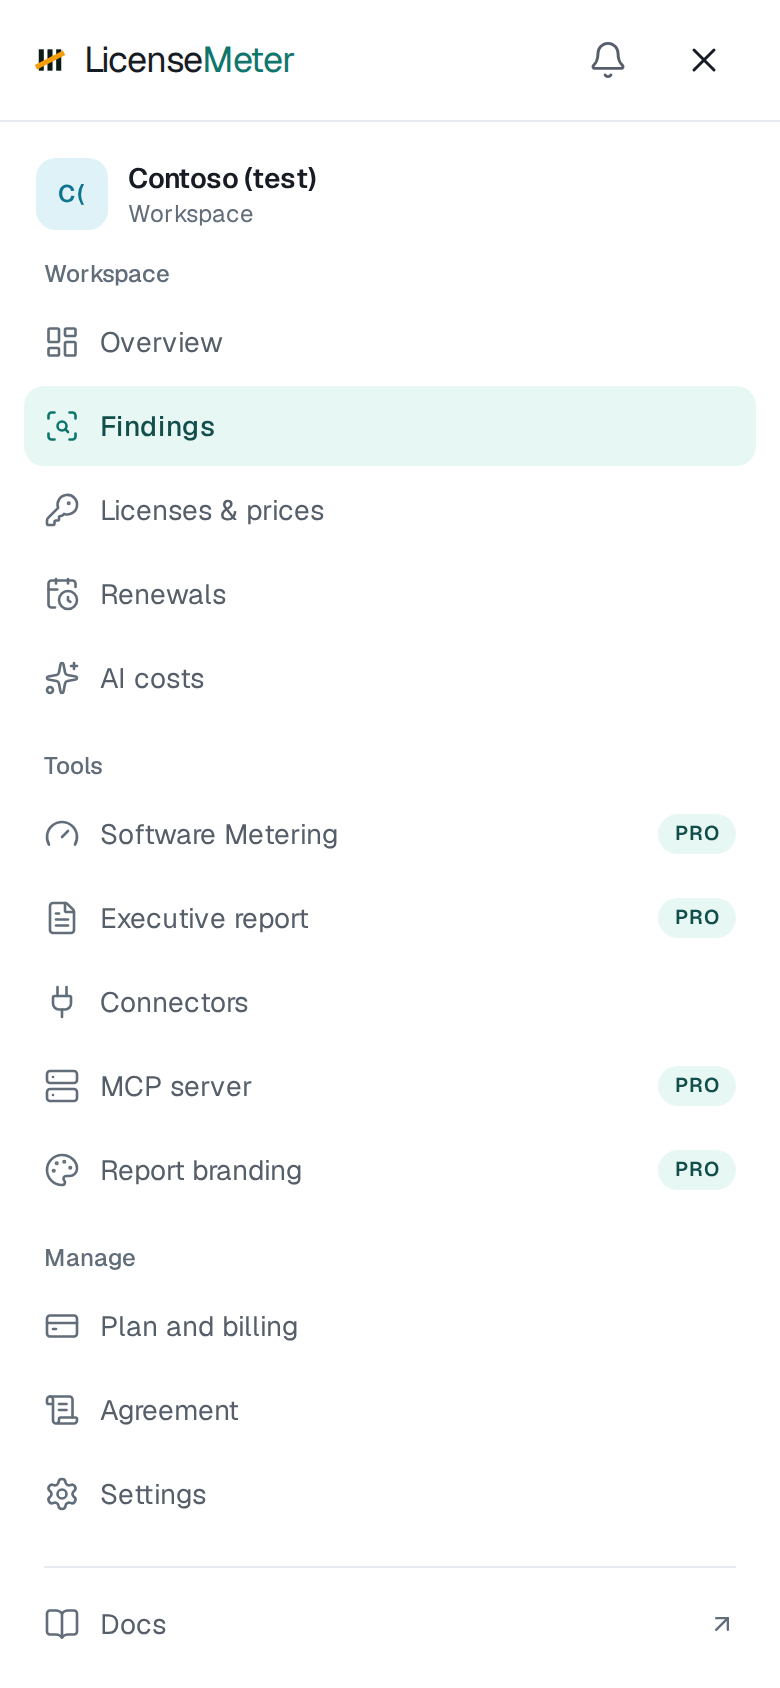 LicenseMeter
C(
Contoso (test)
Workspace
Workspace
Overview
Findings
Licenses & prices
Renewals
AI costs
Tools
Software Metering PRO
Executive report PRO
Connectors
MCP server PRO
Report branding PRO
Manage
Plan and billing
Agreement
Settings
Docs